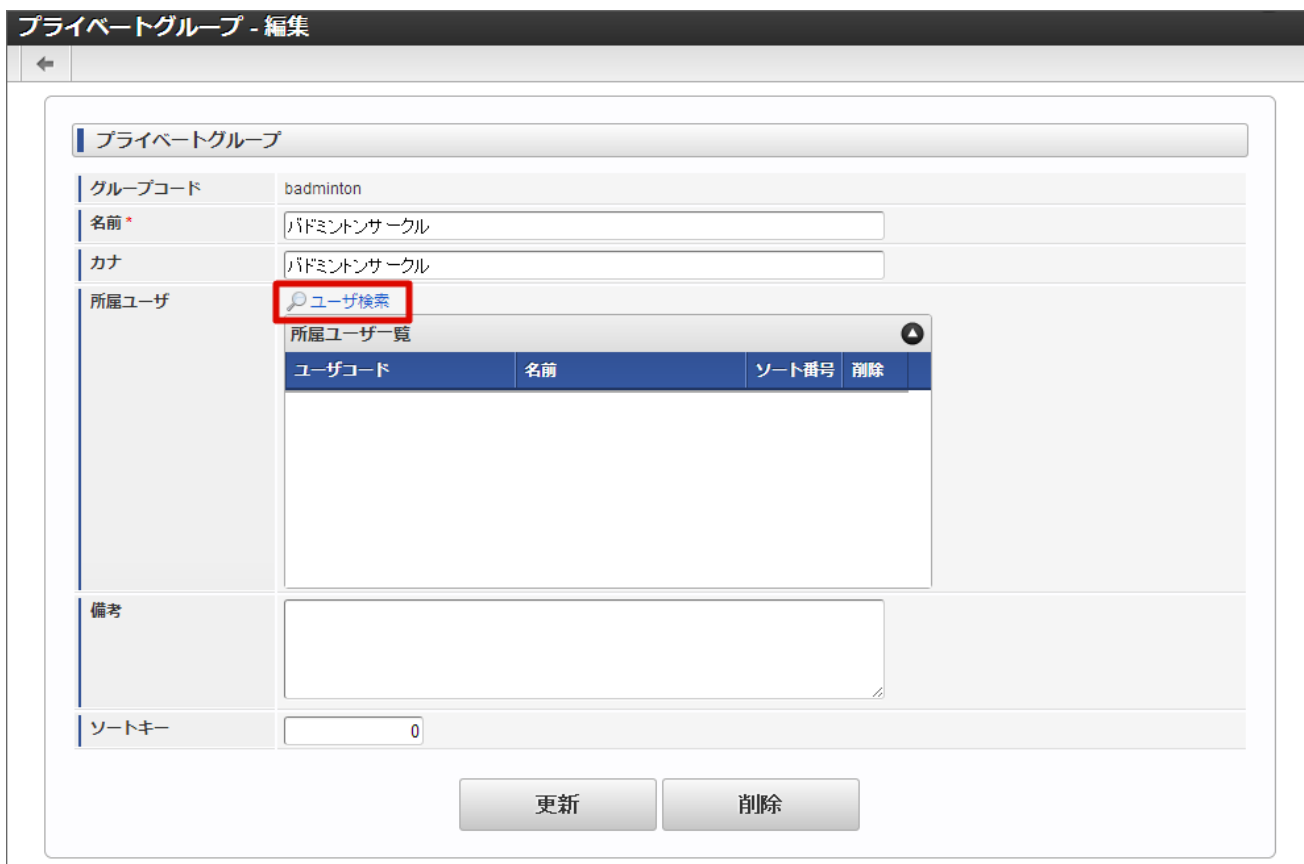 プライベートグループ - 編集
プライベートグループ
グループコード badminton
名前* バドミントンサークル
カナ バドミントンサークル
所属ユーザ ユーザ検索
所属ユーザ一覧
ユーザコード 名前 ソート番号 削除
備考
ソートキー 0
更新 削除